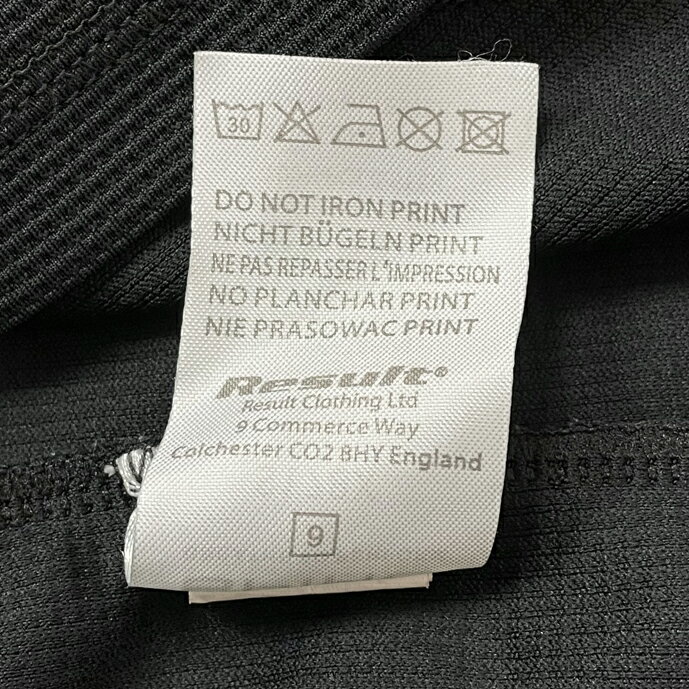 30
DO NOT IRON PRINT
NICHT BÜGELN PRINT
NE PAS REPASSER L'IMPRESSION
NO PLANCHAR PRINT
NIE PRASOWAC PRINT
Result®
Result Clothing Ltd
9 Commerce Way
Colchester CO2 8HY England
9